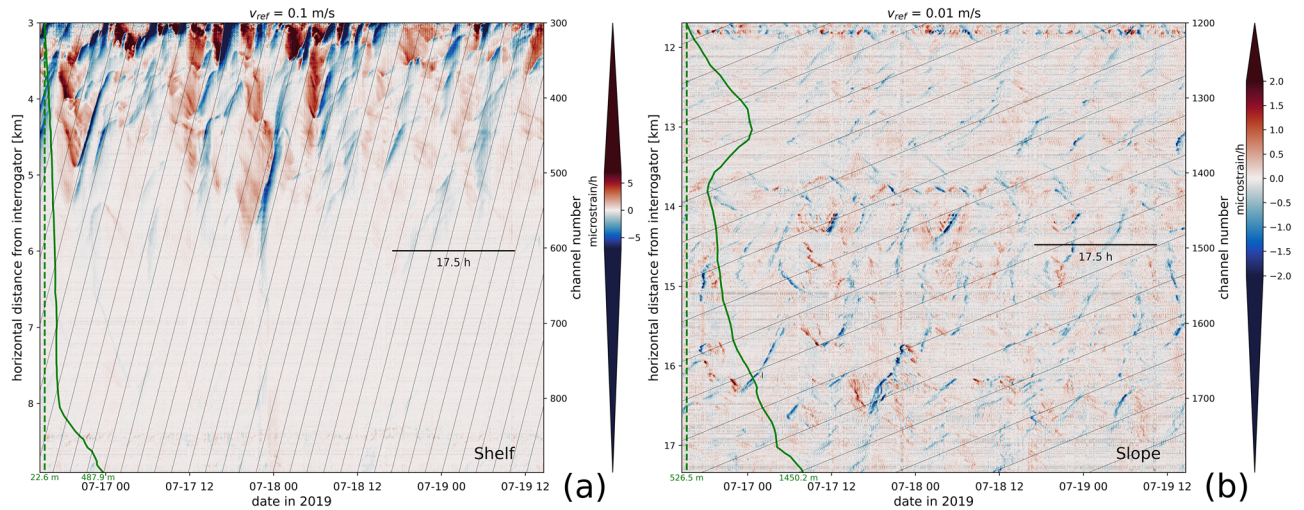 v_ref = 0.1 m/s
v_ref = 0.01 m/s
3
4
5
6
7
8
horizontal distance from interrogator [km]
300
400
500
600
700
800
channel number
17.5 h
Shelf
22.6 m
487.9 m
07-17 00
07-17 12
07-18 00
07-18 12
07-19 00
07-19 12
date in 2019
(a)
5
0
−5
microstrain/h
12
13
14
15
16
17
horizontal distance from interrogator [km]
1200
1300
1400
1500
1600
1700
channel number
17.5 h
Slope
526.5 m
1450.2 m
07-17 00
07-17 12
07-18 00
07-18 12
07-19 00
07-19 12
date in 2019
(b)
microstrain/h
2.0
1.5
1.0
0.5
0.0
−0.5
−1.0
−1.5
−2.0